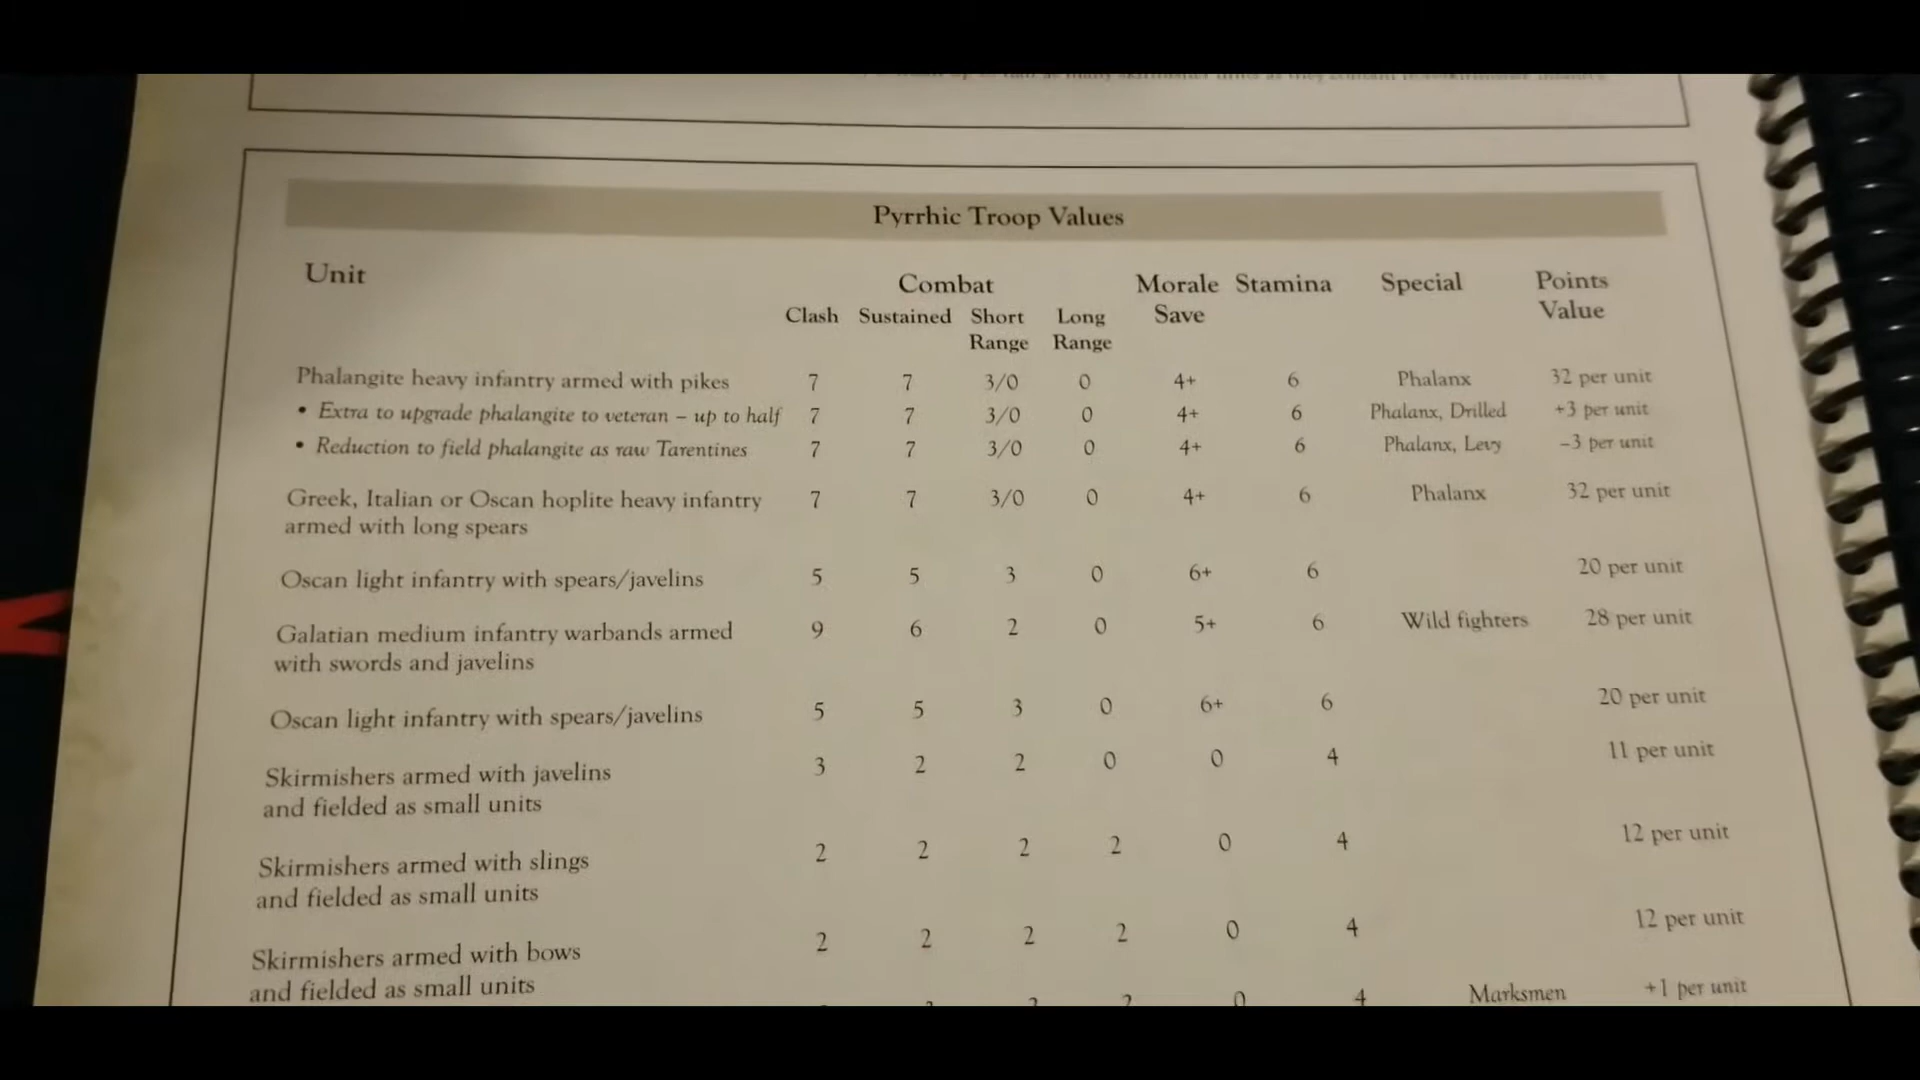 Pyrrhic Troop Values
Unit Combat Morale Stamina Special Points
Clash Sustained Short Long Save Value
Range Range
Phalangite heavy infantry armed with pikes 7 7 3/0 0 4+ 6 Phalanx 32 per unit
• Extra to upgrade phalangite to veteran – up to half 7 7 3/0 0 4+ 6 Phalanx, Drilled +3 per unit
• Reduction to field phalangite as raw Tarentines 7 7 3/0 0 4+ 6 Phalanx, Levy –3 per unit
Greek, Italian or Oscan hoplite heavy infantry 7 7 3/0 0 4+ 6 Phalanx 32 per unit
armed with long spears
Oscan light infantry with spears/javelins 5 5 3 0 6+ 6 20 per unit
Galatian medium infantry warbands armed 9 6 2 0 5+ 6 Wild fighters 28 per unit
with swords and javelins
Oscan light infantry with spears/javelins 5 5 3 0 6+ 6 20 per unit
Skirmishers armed with javelins 3 2 2 0 0 4 11 per unit
and fielded as small units
Skirmishers armed with slings 2 2 2 2 0 4 12 per unit
and fielded as small units
Skirmishers armed with bows 2 2 2 2 0 4 12 per unit
and fielded as small units
2 2 2 0 4 Marksmen +1 per unit